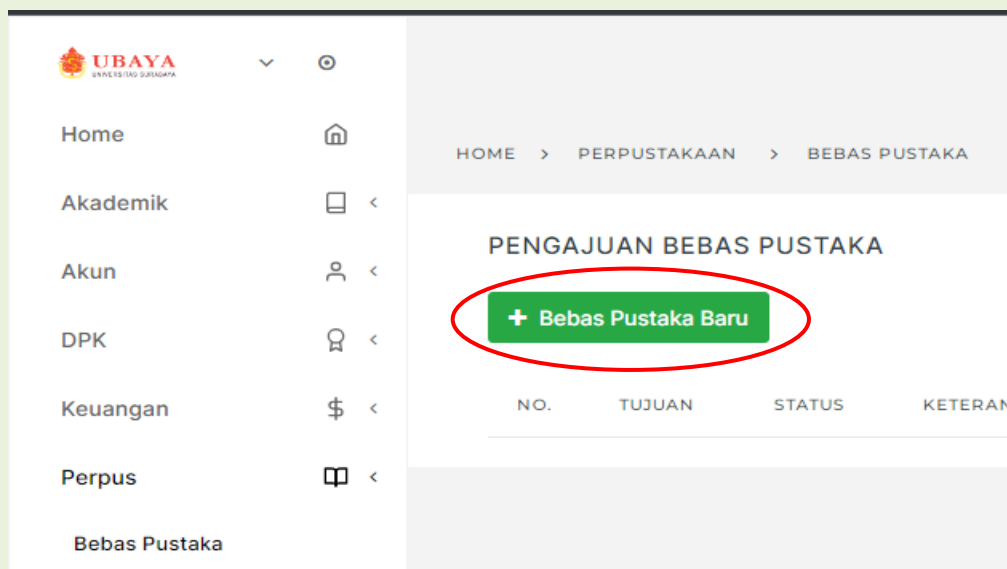 UBAYA
UNIVERSITAS SURABAYA
Home
Akademik
Akun
DPK
Keuangan
Perpus
Bebas Pustaka
HOME > PERPUSTAKAAN > BEBAS PUSTAKA
PENGAJUAN BEBAS PUSTAKA
+ Bebas Pustaka Baru
NO. TUJUAN STATUS KETERAN